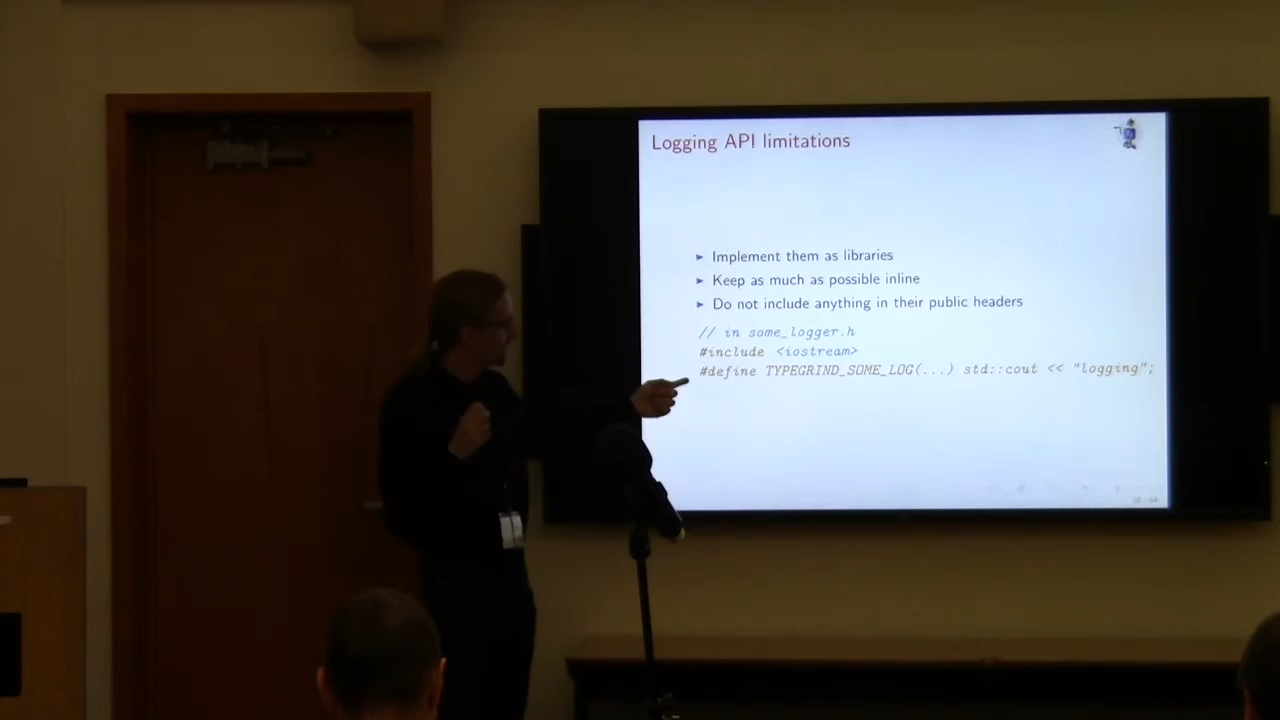 Logging API limitations
► Implement them as libraries
► Keep as much as possible inline
► Do not include anything in their public headers
// in some_logger.h
#include <iostream>
#define TYPEGRIND_SOME_LOG(...) std::cout << "logging";